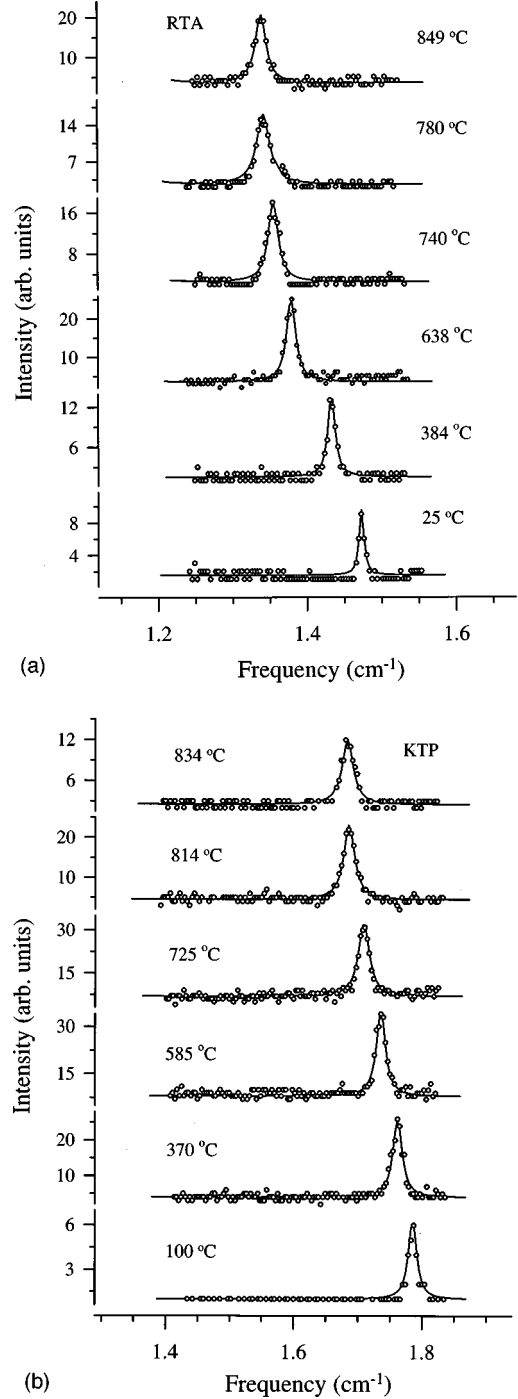 RTA
849 °C
20
10
780 °C
14
7
740 °C
16
8
638 °C
20
10
384 °C
12
6
25 °C
8
4
Intensity (arb. units)
1.2 1.4 1.6
(a)
Frequency (cm-1)
834 °C KTP
12
6
814 °C
20
10
725 °C
30
15
585 °C
30
15
370 °C
20
10
100 °C
6
3
Intensity (arb. units)
1.4 1.6 1.8
(b)
Frequency (cm-1)